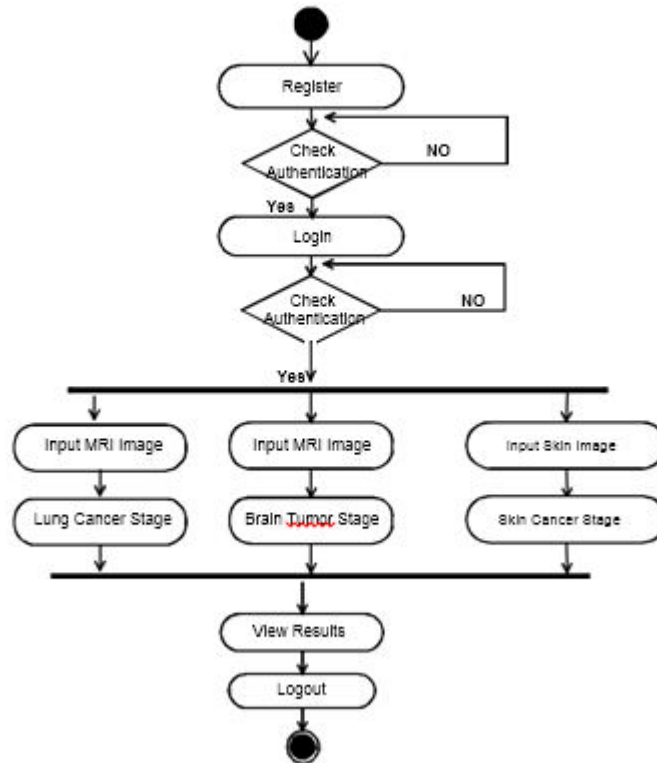 Register
Check
Authentication
NO
Yes
Login
Check
Authentication
NO
Yes
Input MRI Image
Input MRI Image
Input Skin Image
Lung Cancer Stage
Brain Tumor Stage
Skin Cancer Stage
View Results
Logout